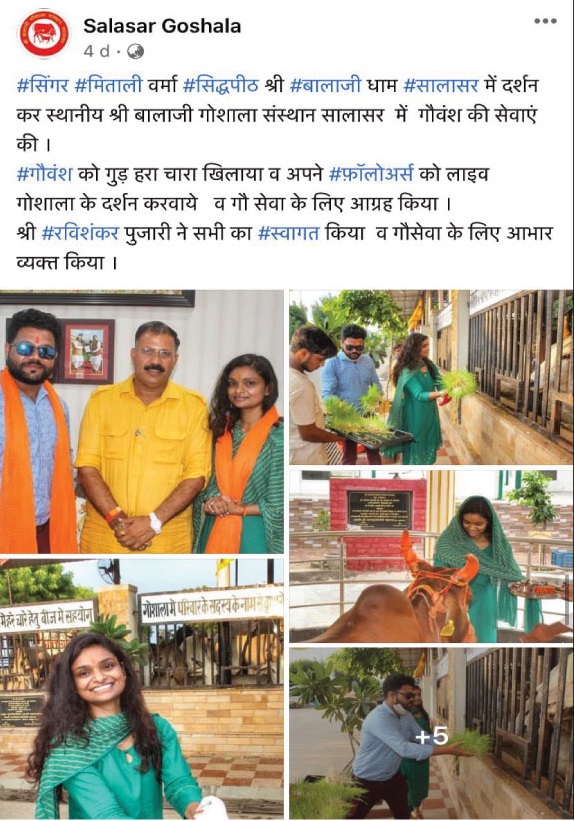 Salasar Goshala
4 d
#सिंगर #मिताली वर्मा #सिद्धपीठ श्री #बालाजी धाम #सालासर में दर्शन
कर स्थानीय श्री बालाजी गोशाला संस्थान सालासर में गौवंश की सेवाएं
की ।
#गौवंश को गुड़ हरा चारा खिलाया व अपने #फ़ॉलोअर्स को लाइव
गोशाला के दर्शन करवाये व गौ सेवा के लिए आग्रह किया ।
श्री #रविशंकर पुजारी ने सभी का #स्वागत किया व गौसेवा के लिए आभार
व्यक्त किया ।
चारे हेतु बीज मे सहयोग
गोशाला मे परिवार के सदस्य के नाम से
+5